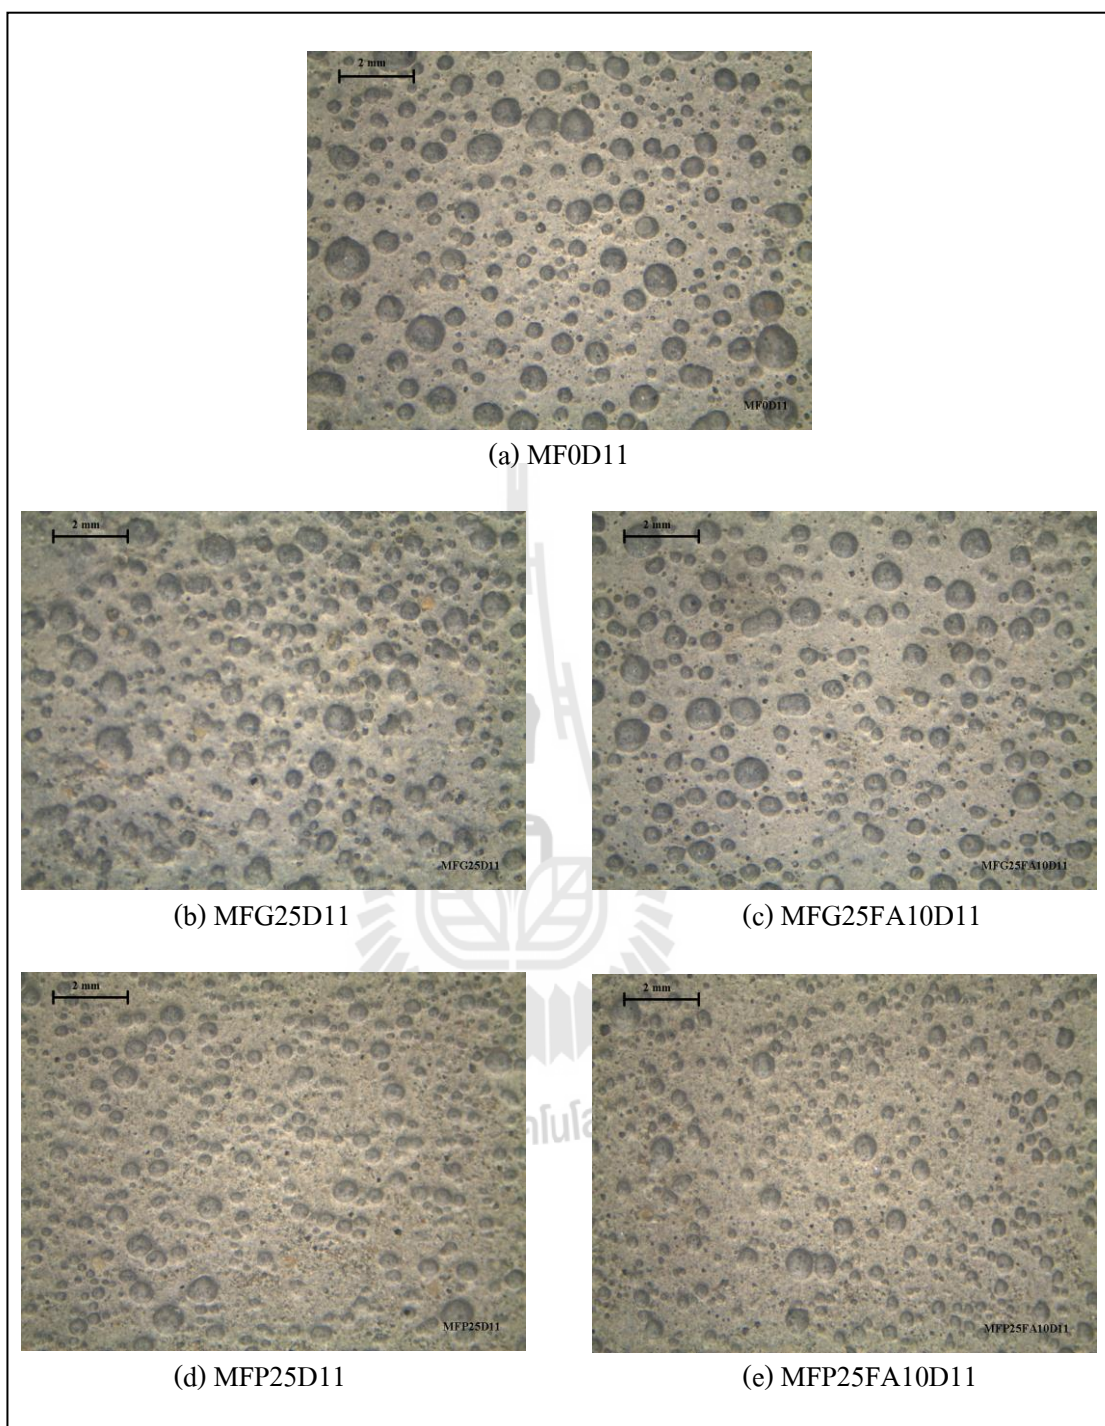 2 mm
MF0D11
(a) MF0D11
2 mm
MFG25D11
(b) MFG25D11
2 mm
MFG25FA10D11
(c) MFG25FA10D11
2 mm
MFP25D11
(d) MFP25D11
2 mm
MFP25FA10D11
(e) MFP25FA10D11